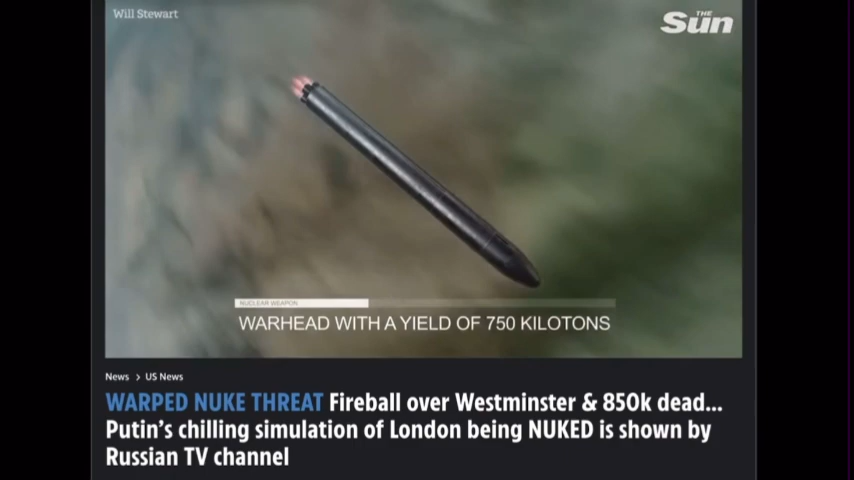 Will Stewart
THE
Sun
NUCLEAR WEAPON
WARHEAD WITH A YIELD OF 750 KILOTONS
News > US News
WARPED NUKE THREAT Fireball over Westminster & 850k dead...
Putin's chilling simulation of London being NUKED is shown by
Russian TV channel